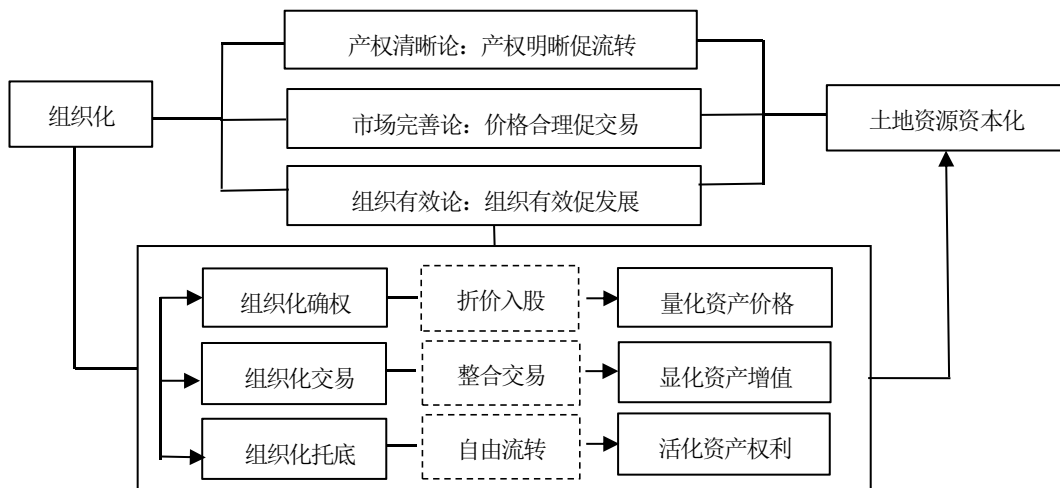 产权清晰论：产权明晰促流转
组织化
市场完善论：价格合理促交易
土地资源资本化
组织有效论：组织有效促发展
组织化确权
折价入股
量化资产价格
组织化交易
整合交易
显化资产增值
组织化托底
自由流转
活化资产权利